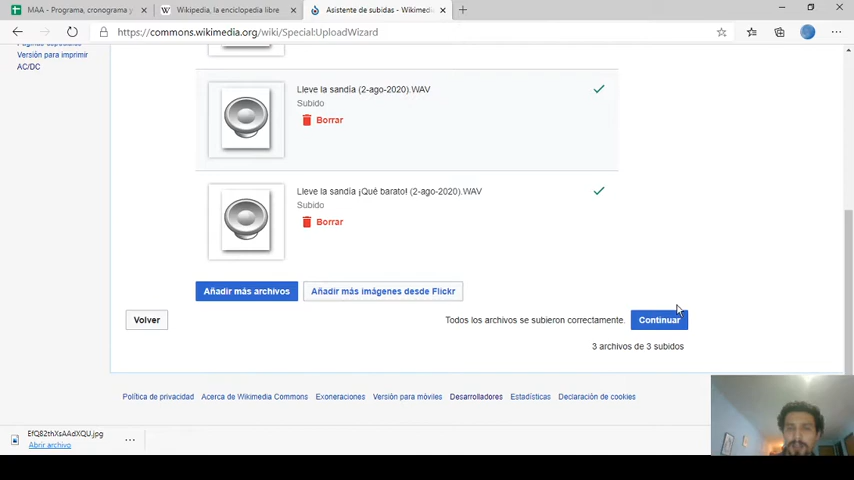 MAA - Programa, cronograma y
Wikipedia, la enciclopedia libre
Asistente de subidas - Wikimedi
https://commons.wikimedia.org/wiki/Special:UploadWizard
Versión para imprimir
AC/DC
Lleve la sandía (2-ago-2020).WAV
Subido
Borrar
Lleve la sandía ¡Qué barato! (2-ago-2020).WAV
Subido
Borrar
Añadir más archivos
Añadir más imágenes desde Flickr
Volver
Todos los archivos se subieron correctamente.
Continuar
3 archivos de 3 subidos
Política de privacidad
Acerca de Wikimedia Commons
Exoneraciones
Versión para móviles
Desarrolladores
Estadísticas
Declaración de cookies
EfQ82thXsAAdXQU.jpg
Abrir archivo